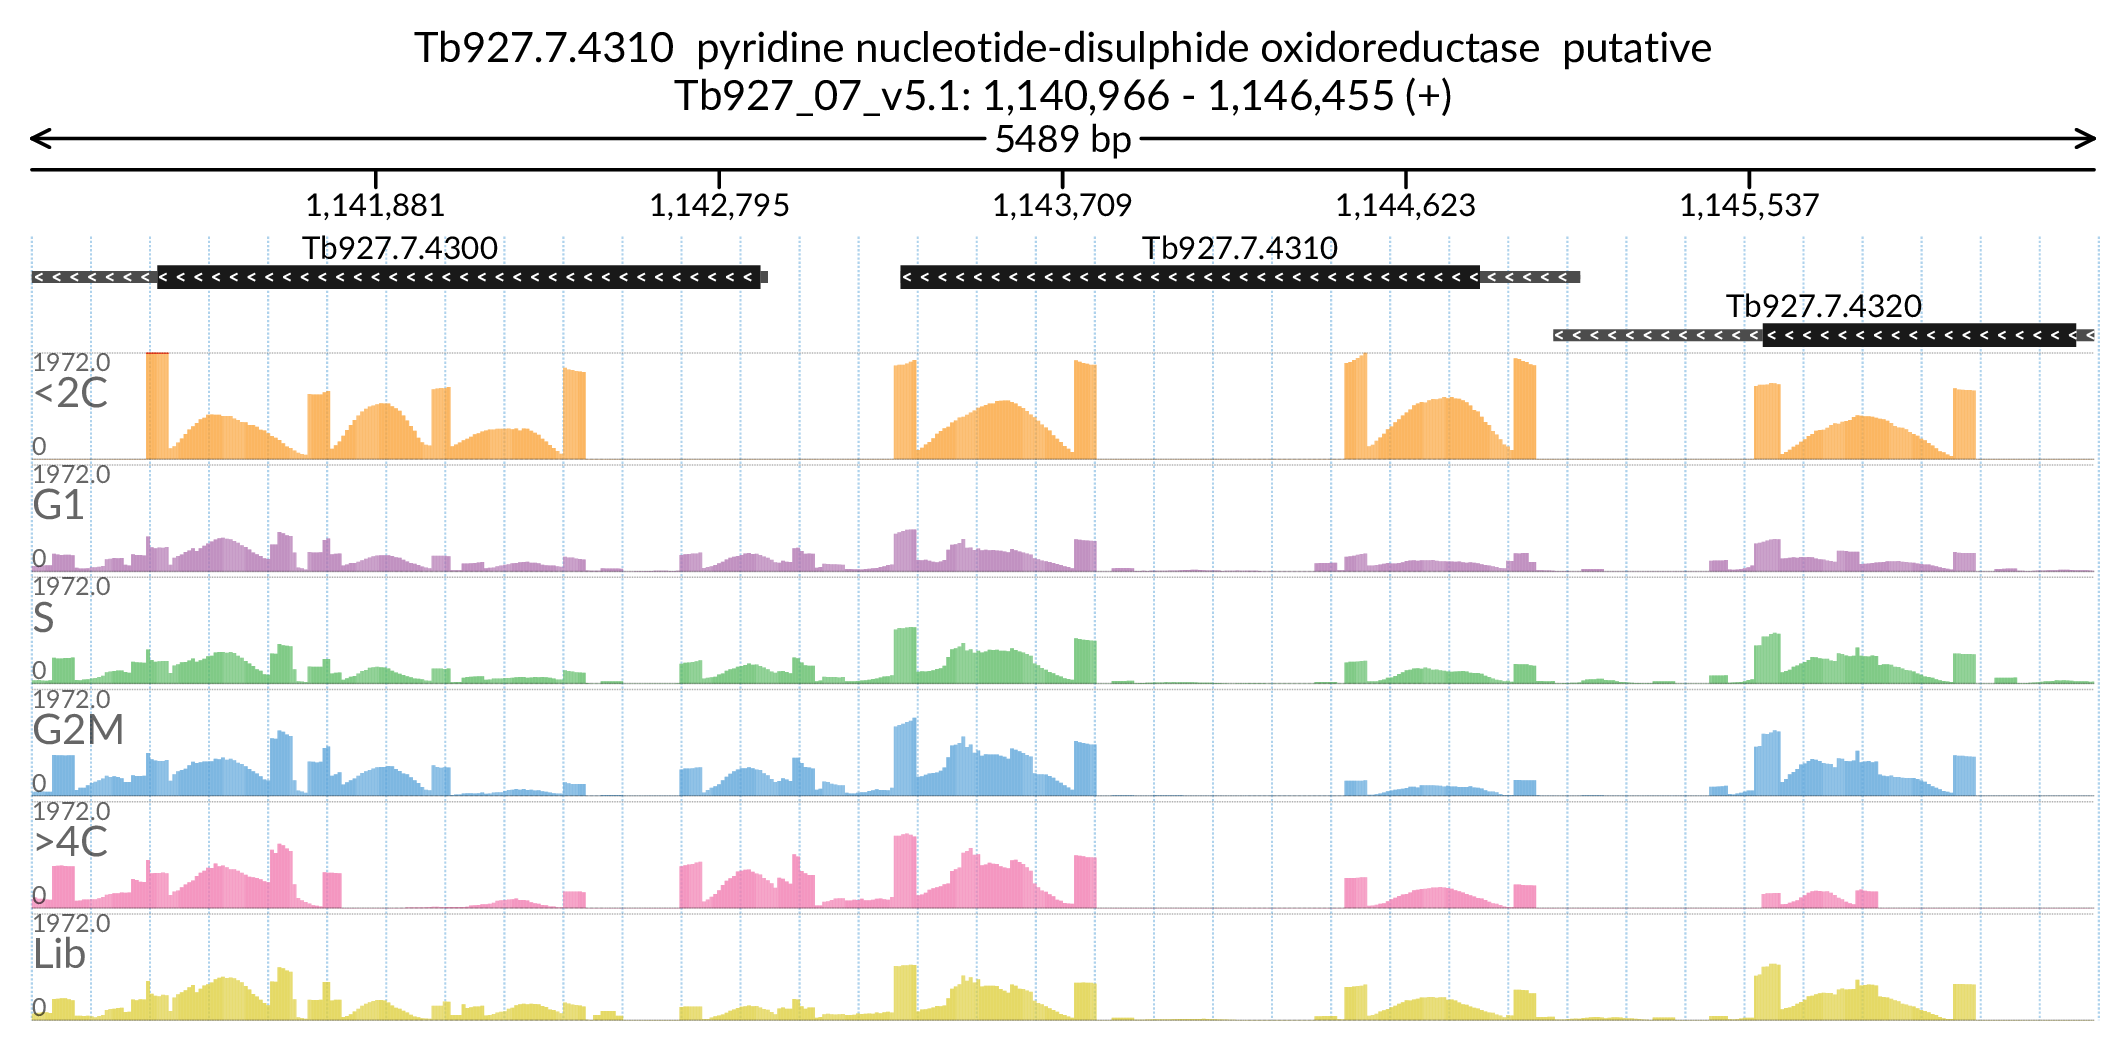 Tb927.7.4310  pyridine nucleotide-disulphide oxidoreductase  putative
Tb927_07_v5.1: 1,140,966 - 1,146,455 (+)
5489 bp
1,141,881 1,142,795 1,143,709 1,144,623 1,145,537
Tb927.7.4300 Tb927.7.4310
Tb927.7.4320
1972.0
<2C
0
1972.0
G1
0
1972.0
S
0
1972.0
G2M
0
1972.0
>4C
0
1972.0
Lib
0